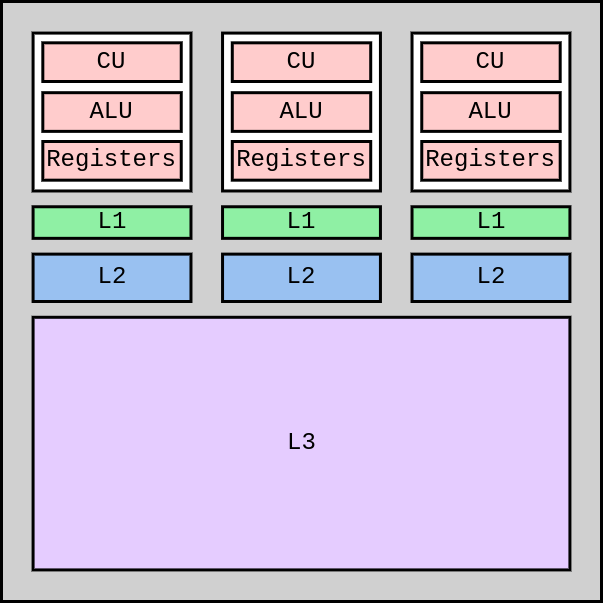 CU CU CU
ALU ALU ALU
Registers Registers Registers
L1 L1 L1
L2 L2 L2
L3